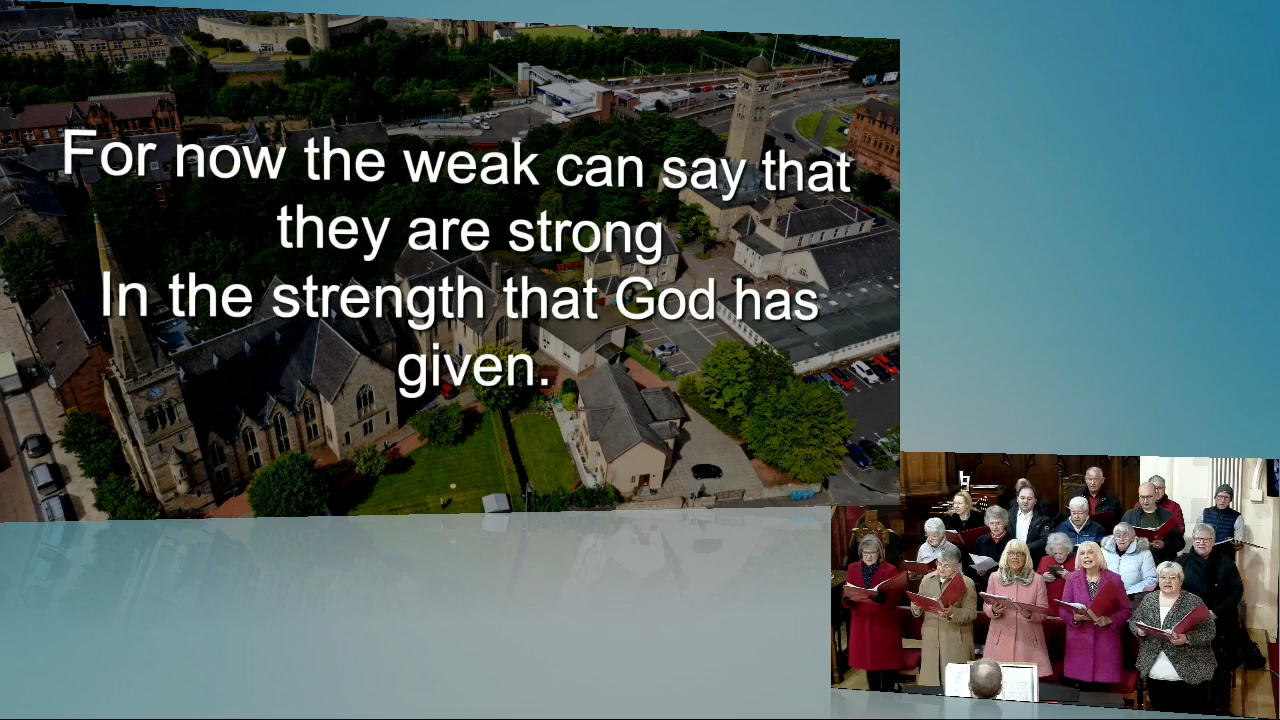 For now the weak can say that
they are strong
In the strength that God has
given.